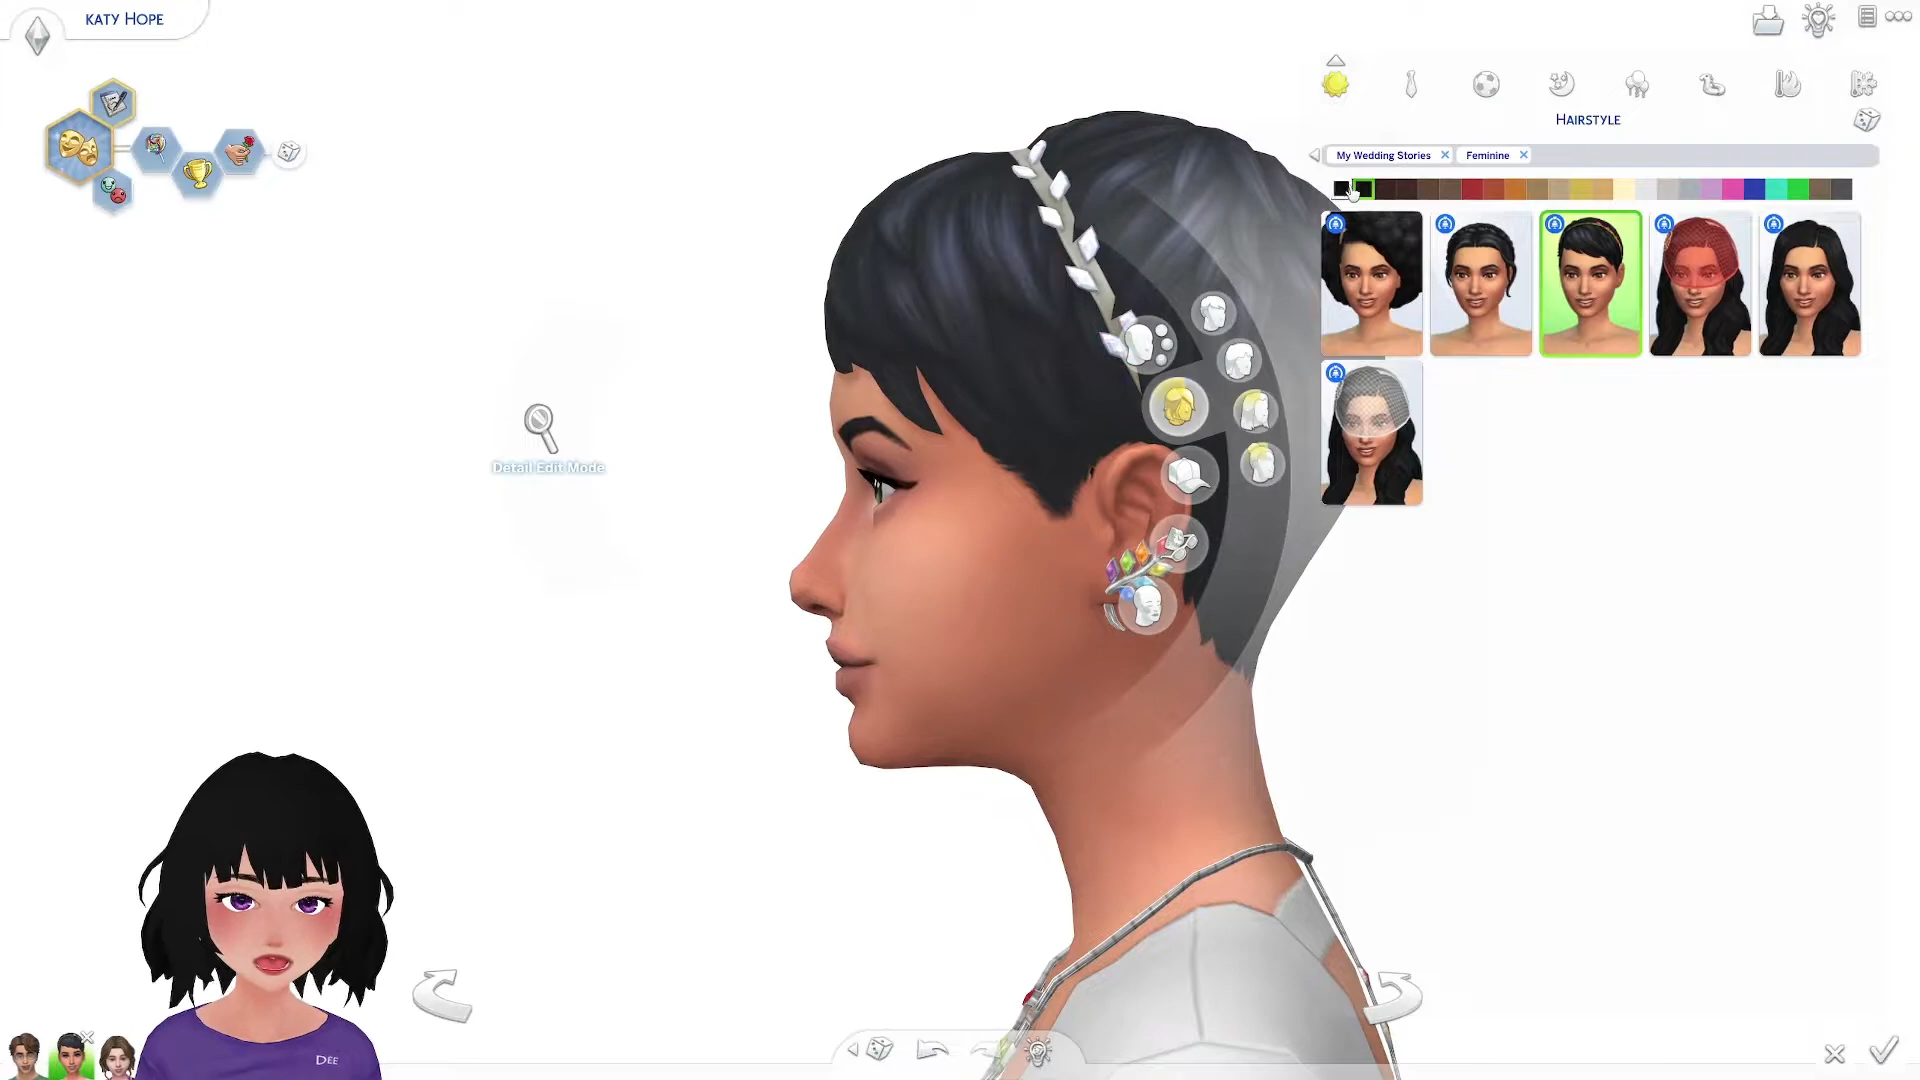 KATY HOPE
HAIRSTYLE
My Wedding Stories
Feminine
Detail Edit Mode
DEE